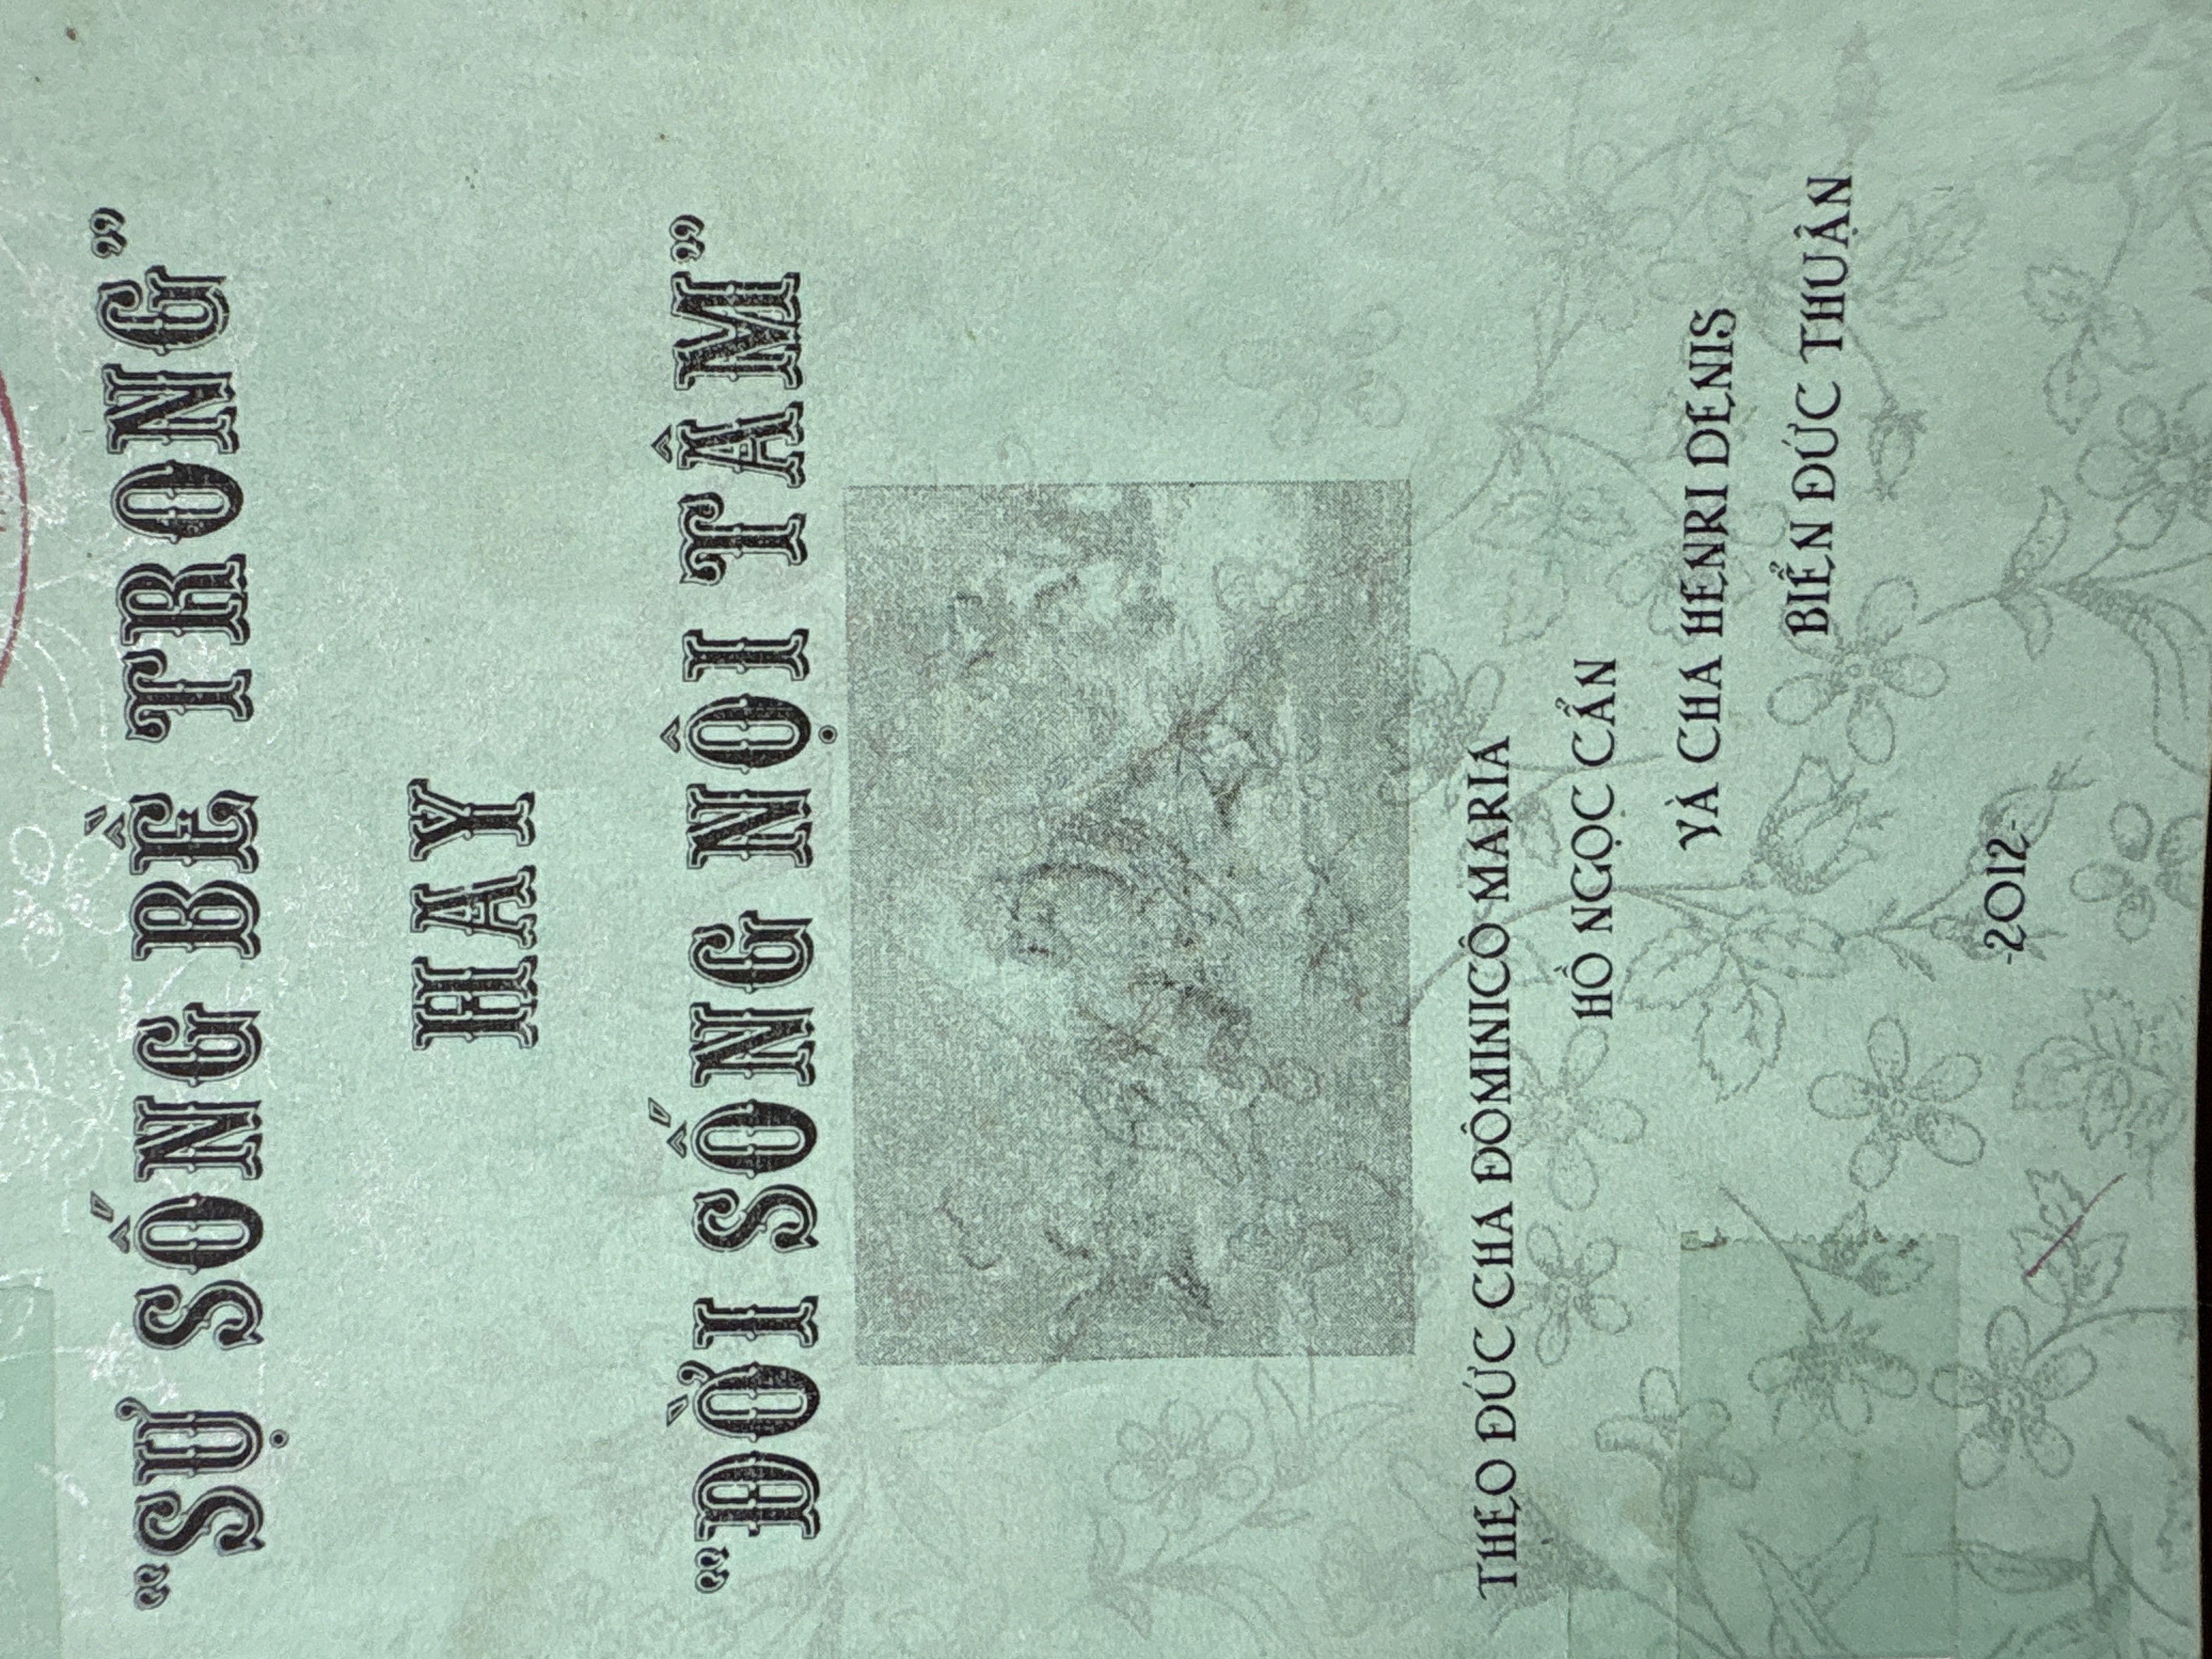 “SỰ SỐNG BỀ TRONG”
HAY
“ĐỜI SỐNG NỘI TÂM”
THEO ĐỨC CHA ĐÔMINICÔ MARIA
HỒ NGỌC CẨN
VÀ CHA HENRI DENIS
BIỂN ĐỨC THUẬN
-2012-